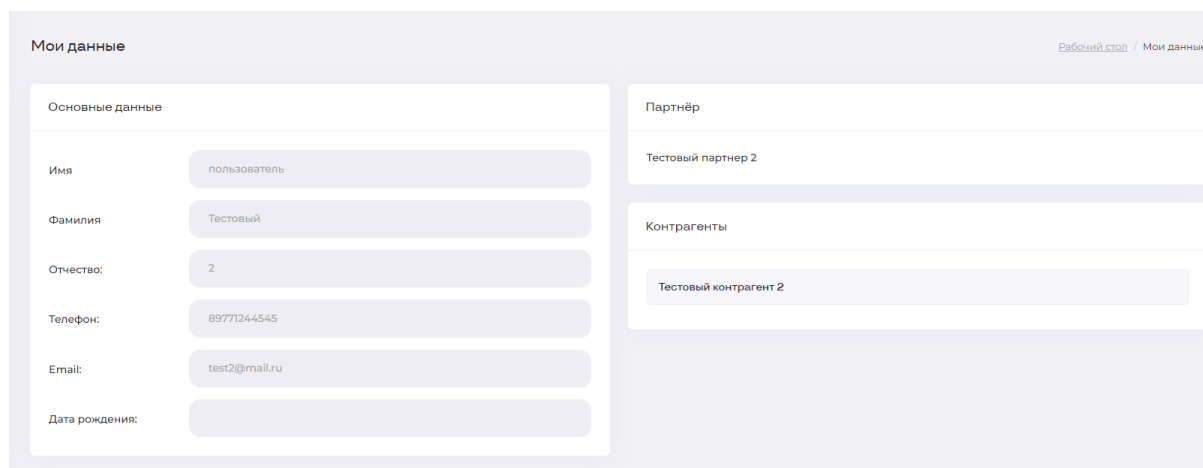 Мои данные
Рабочий стол / Мои данные
Основные данные
Имя
пользователь
Фамилия
Тестовый
Отчество:
2
Телефон:
89771244545
Email:
test2@mail.ru
Дата рождения:
Партнёр
Тестовый партнер 2
Контрагенты
Тестовый контрагент 2